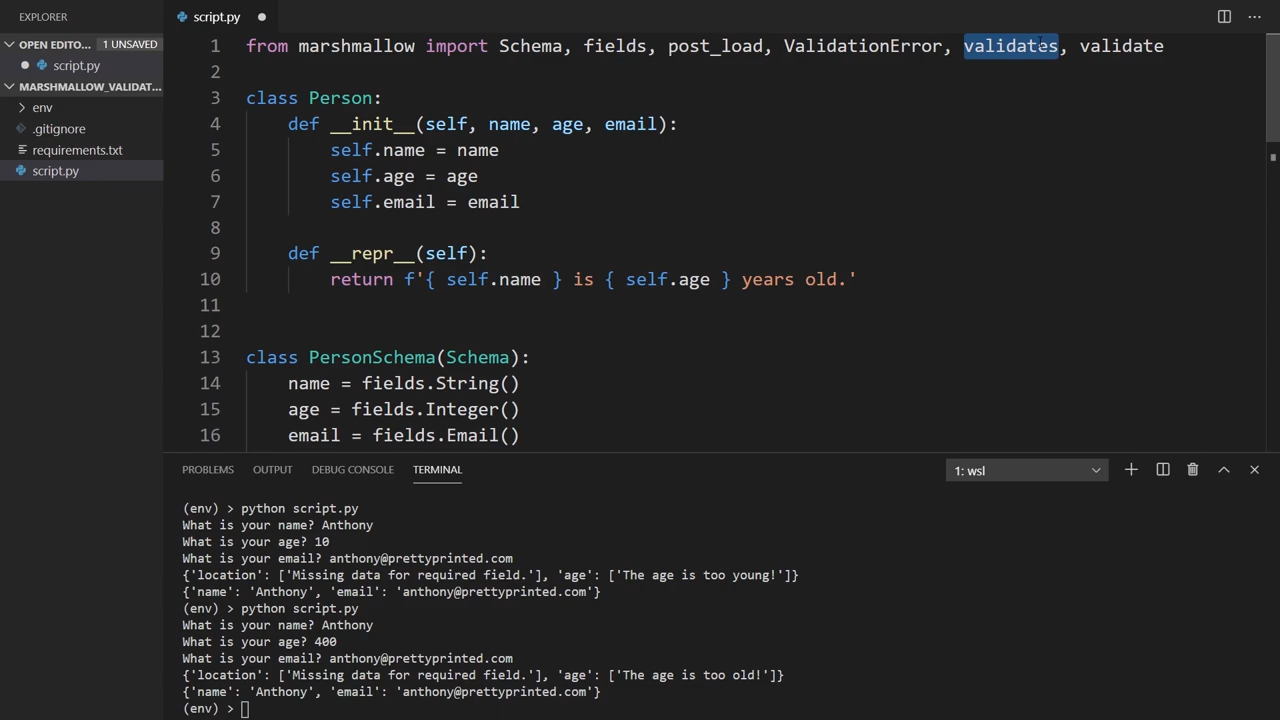 EXPLORER
script.py
OPEN EDITO... 1 UNSAVED
script.py
MARSHMALLOW_VALIDAT...
env
.gitignore
requirements.txt
script.py
1 from marshmallow import Schema, fields, post_load, ValidationError, validates, validate
2
3 class Person:
4 def __init__(self, name, age, email):
5 self.name = name
6 self.age = age
7 self.email = email
8
9 def __repr__(self):
10 return f'{ self.name } is { self.age } years old.'
11
12
13 class PersonSchema(Schema):
14 name = fields.String()
15 age = fields.Integer()
16 email = fields.Email()
PROBLEMS OUTPUT DEBUG CONSOLE TERMINAL 1: wsl
(env) > python script.py
What is your name? Anthony
What is your age? 10
What is your email? anthony@prettyprinted.com
{'location': ['Missing data for required field.'], 'age': ['The age is too young!']}
{'name': 'Anthony', 'email': 'anthony@prettyprinted.com'}
(env) > python script.py
What is your name? Anthony
What is your age? 400
What is your email? anthony@prettyprinted.com
{'location': ['Missing data for required field.'], 'age': ['The age is too old!']}
{'name': 'Anthony', 'email': 'anthony@prettyprinted.com'}
(env) >